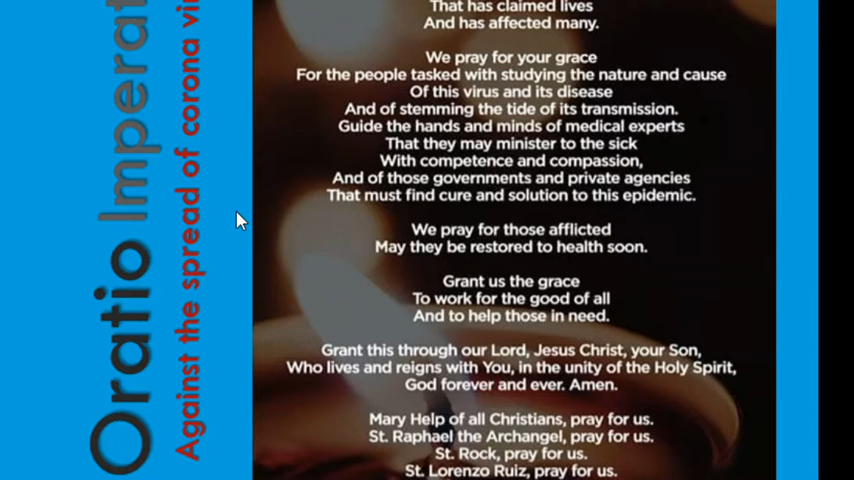 Oratio Imperat
Against the spread of corona vir
That has claimed lives
And has affected many.
We pray for your grace
For the people tasked with studying the nature and cause
Of this virus and its disease
And of stemming the tide of its transmission.
Guide the hands and minds of medical experts
That they may minister to the sick
With competence and compassion,
And of those governments and private agencies
That must find cure and solution to this epidemic.
We pray for those afflicted
May they be restored to health soon.
Grant us the grace
To work for the good of all
And to help those in need.
Grant this through our Lord, Jesus Christ, your Son,
Who lives and reigns with You, in the unity of the Holy Spirit,
God forever and ever. Amen.
Mary Help of all Christians, pray for us.
St. Raphael the Archangel, pray for us.
St. Rock, pray for us.
St. Lorenzo Ruiz, pray for us.